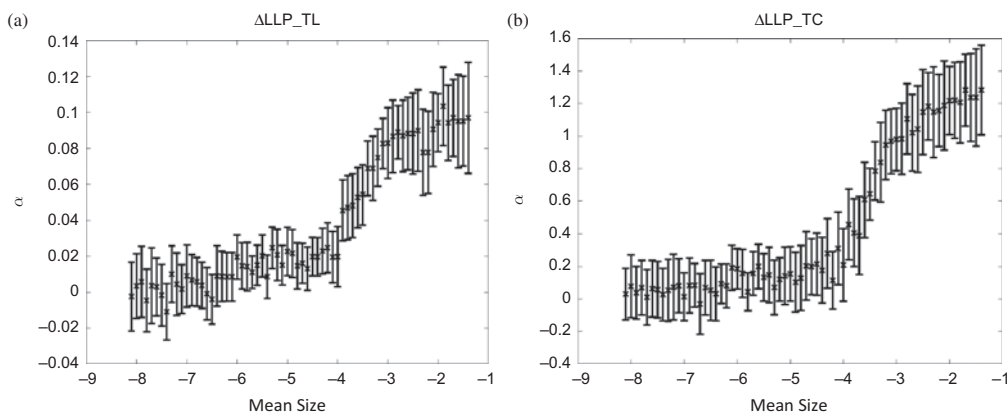 (a)
ΔLLP_TL
0.14
0.12
0.1
0.08
0.06
0.04
0.02
0
–0.02
–0.04
α
–9 –8 –7 –6 –5 –4 –3 –2 –1
Mean Size
(b)
ΔLLP_TC
1.6
1.4
1.2
1
0.8
0.6
0.4
0.2
0
–0.2
–0.4
α
–9 –8 –7 –6 –5 –4 –3 –2 –1
Mean Size